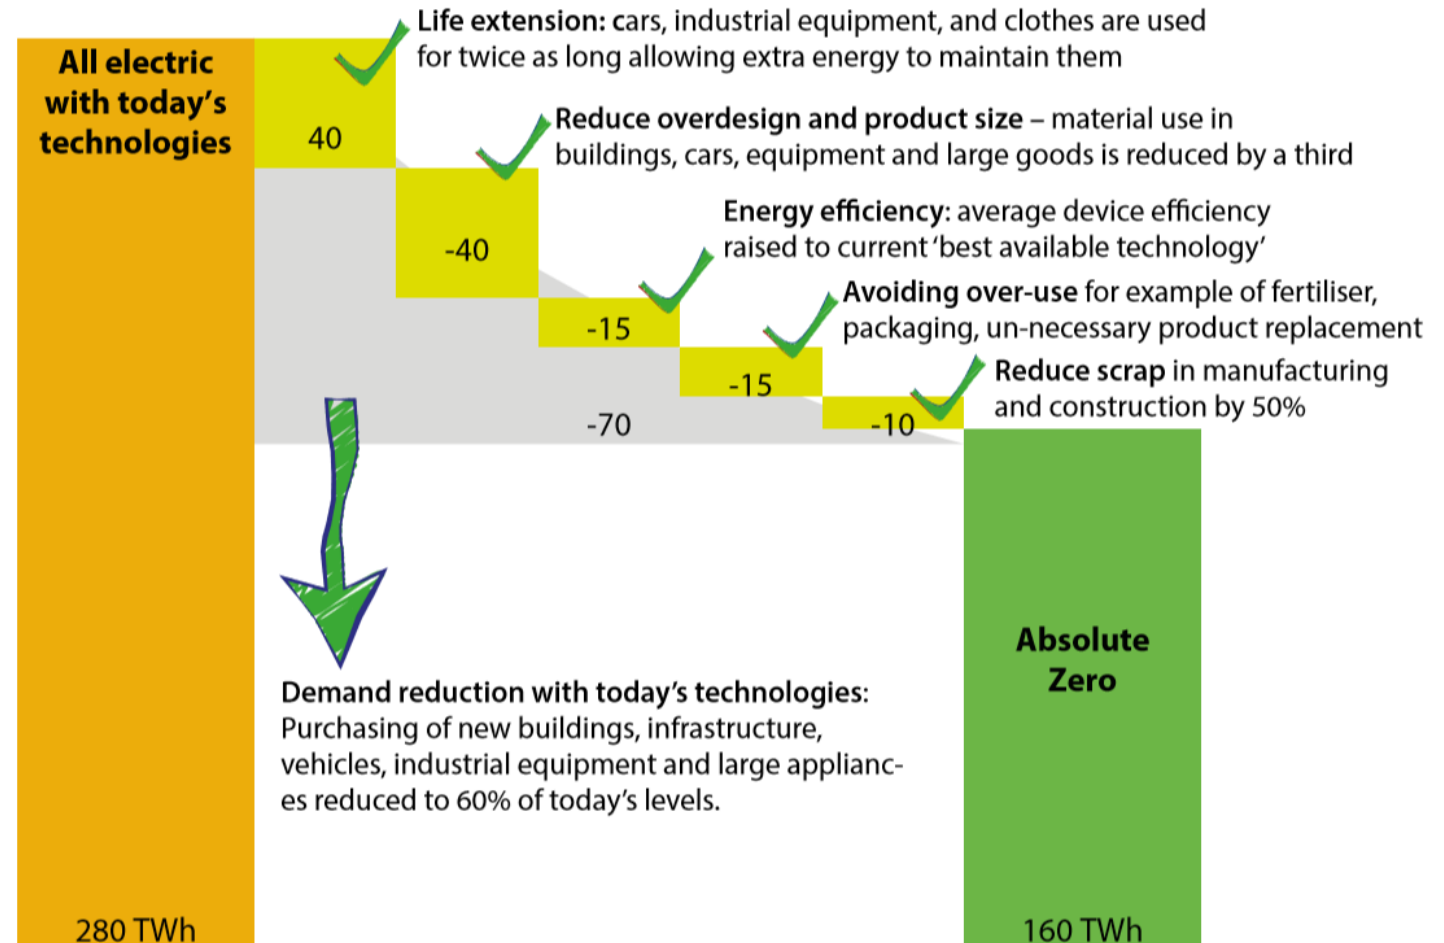 All electric
with today's
technologies
40
Life extension: cars, industrial equipment, and clothes are used
for twice as long allowing extra energy to maintain them
-40
Reduce overdesign and product size – material use in
buildings, cars, equipment and large goods is reduced by a third
-15
Energy efficiency: average device efficiency
raised to current 'best available technology'
-15
Avoiding over-use for example of fertiliser,
packaging, un-necessary product replacement
-10
Reduce scrap in manufacturing
and construction by 50%
-70
Demand reduction with today's technologies:
Purchasing of new buildings, infrastructure,
vehicles, industrial equipment and large applianc-
es reduced to 60% of today's levels.
Absolute
Zero
280 TWh
160 TWh